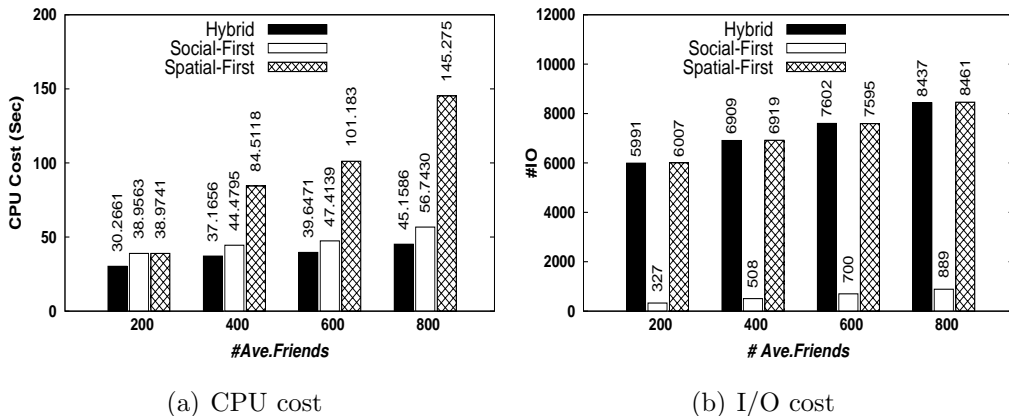 200
150
100
50
0
CPU Cost (Sec)
Hybrid
Social-First
Spatial-First
30.2661
38.9563
38.9741
37.1656
44.4795
84.5118
39.6471
47.4139
101.183
45.1586
56.7430
145.275
200 400 600 800
#Ave.Friends
(a) CPU cost
12000
10000
8000
6000
4000
2000
0
#IO
Hybrid
Social-First
Spatial-First
5991
327
6007
6909
508
6919
7602
700
7595
8437
889
8461
200 400 600 800
# Ave.Friends
(b) I/O cost